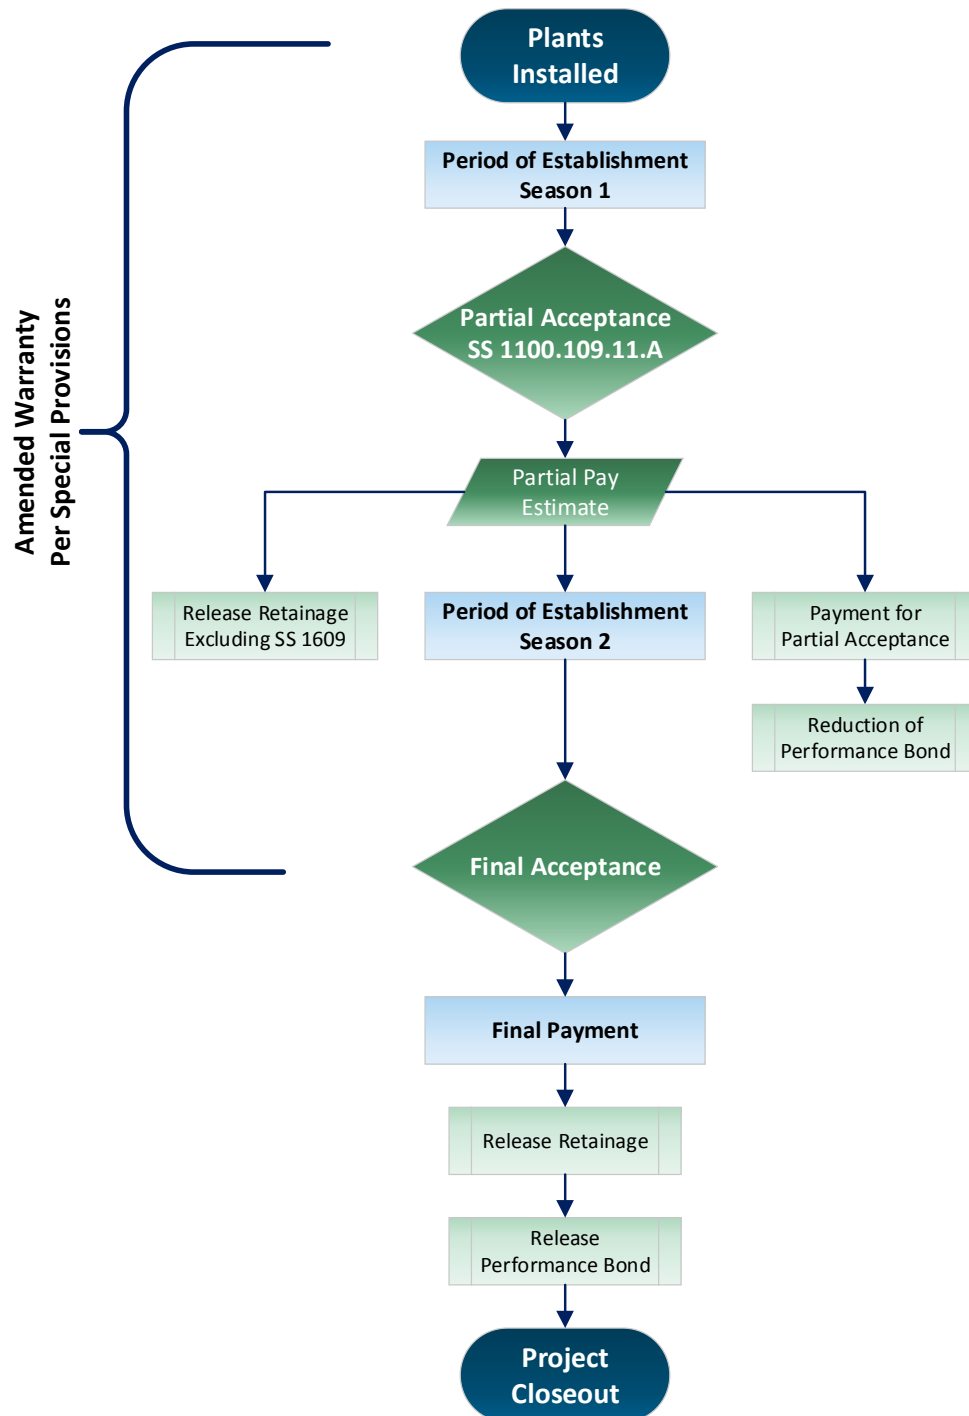 Plants
Installed
Period of Establishment
Season 1
Partial Acceptance
SS 1100.109.11.A
Amended Warranty
Per Special Provisions
Partial Pay
Estimate
Release Retainage
Excluding SS 1609
Period of Establishment
Season 2
Payment for
Partial Acceptance
Reduction of
Performance Bond
Final Acceptance
Final Payment
Release Retainage
Release
Performance Bond
Project
Closeout